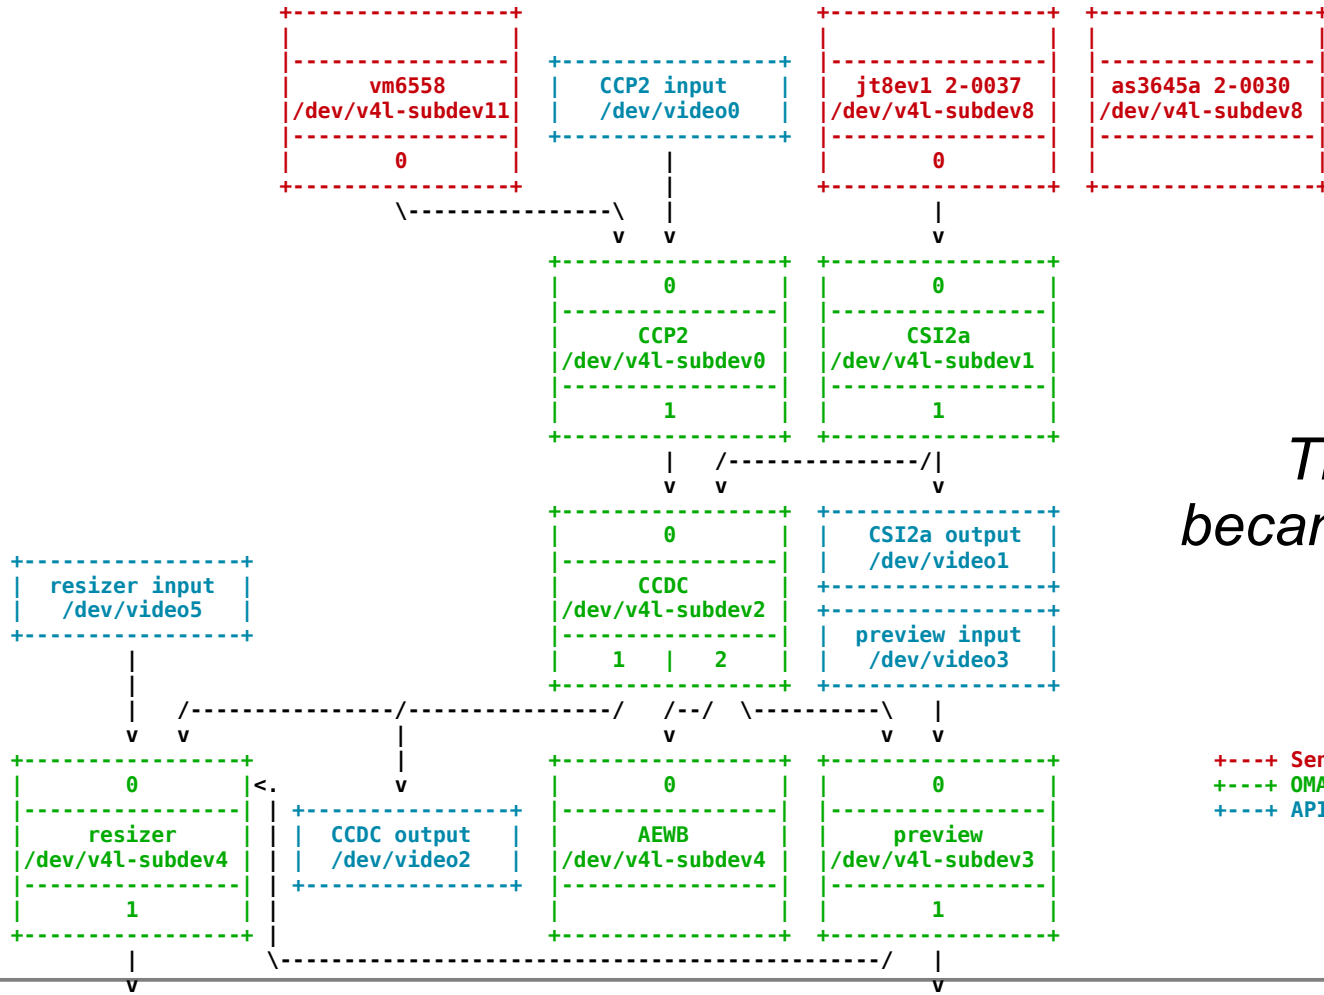 vm6558
/dev/v4l-subdev11
0
CCP2 input
/dev/video0
jt8ev1 2-0037
/dev/v4l-subdev8
0
as3645a 2-0030
/dev/v4l-subdev8
0
CCP2
/dev/v4l-subdev0
1
0
CSI2a
/dev/v4l-subdev1
1
resizer input
/dev/video5
0
CCDC
/dev/v4l-subdev2
1 | 2
CSI2a output
/dev/video1
preview input
/dev/video3
0
resizer
/dev/v4l-subdev4
1
CCDC output
/dev/video2
0
AEWB
/dev/v4l-subdev4
0
preview
/dev/v4l-subdev3
1